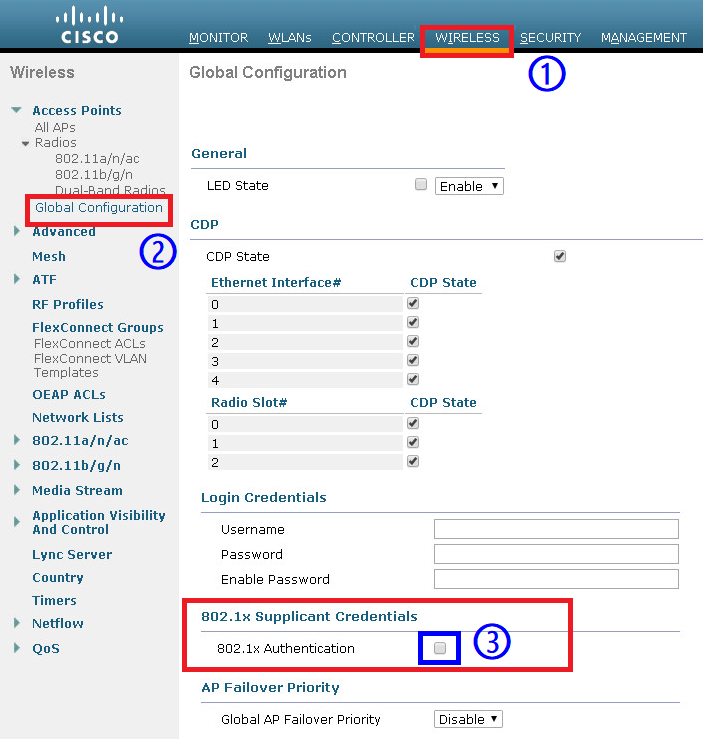 CISCO
MONITOR WLANs CONTROLLER WIRELESS SECURITY MANAGEMENT
1
Wireless
Access Points
All APs
Radios
802.11a/n/ac
802.11b/g/n
Dual-Band Radios
Global Configuration
2
Advanced
Mesh
ATF
RF Profiles
FlexConnect Groups
FlexConnect ACLs
FlexConnect VLAN
Templates
OEAP ACLs
Network Lists
802.11a/n/ac
802.11b/g/n
Media Stream
Application Visibility
And Control
Lync Server
Country
Timers
Netflow
QoS
Global Configuration
General
LED State Enable
CDP
CDP State
Ethernet Interface# CDP State
0
1
2
3
4
Radio Slot# CDP State
0
1
2
Login Credentials
Username
Password
Enable Password
802.1x Supplicant Credentials
802.1x Authentication
3
AP Failover Priority
Global AP Failover Priority Disable